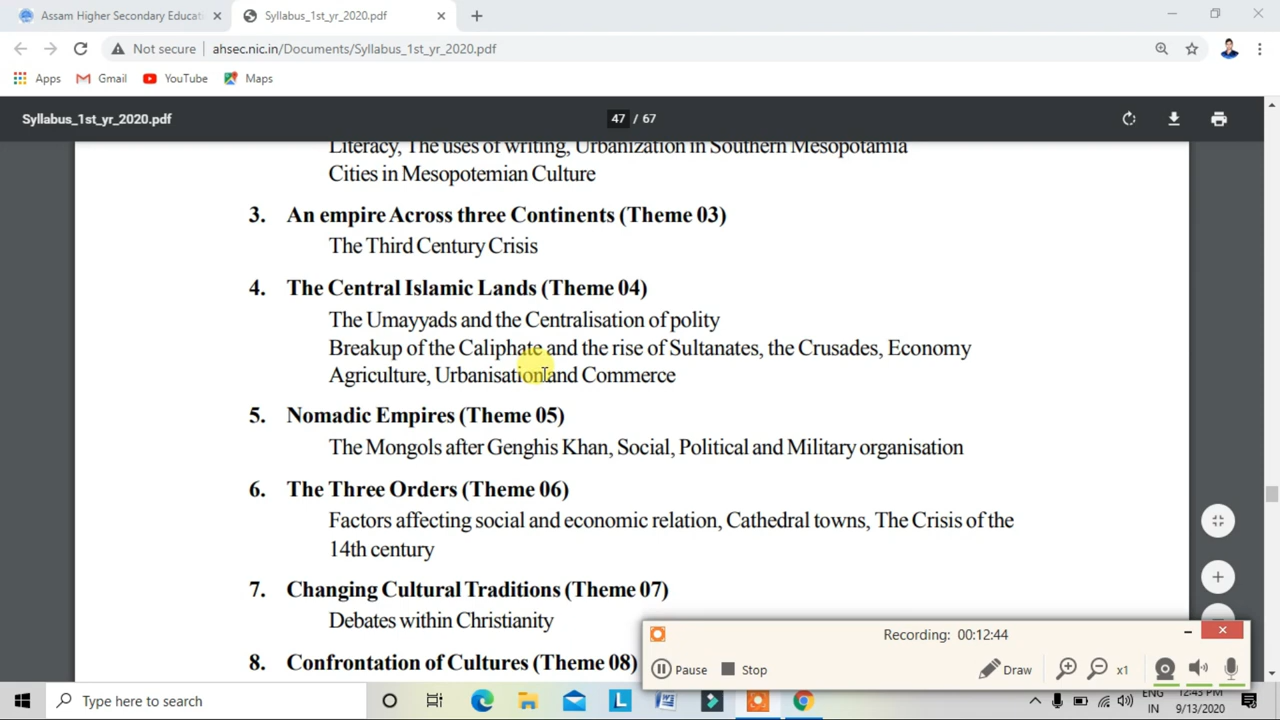 Assam Higher Secondary Educati
Syllabus_1st_yr_2020.pdf
Not secure
ahsec.nic.in/Documents/Syllabus_1st_yr_2020.pdf
Apps
Gmail
YouTube
Maps
Syllabus_1st_yr_2020.pdf
47 / 67
Literacy, The uses of writing, Urbanization in Southern Mesopotamia
Cities in Mesopotemian Culture
3. An empire Across three Continents (Theme 03)
The Third Century Crisis
4. The Central Islamic Lands (Theme 04)
The Umayyads and the Centralisation of polity
Breakup of the Caliphate and the rise of Sultanates, the Crusades, Economy
Agriculture, Urbanisation and Commerce
5. Nomadic Empires (Theme 05)
The Mongols after Genghis Khan, Social, Political and Military organisation
6. The Three Orders (Theme 06)
Factors affecting social and economic relation, Cathedral towns, The Crisis of the
14th century
7. Changing Cultural Traditions (Theme 07)
Debates within Christianity
8. Confrontation of Cultures (Theme 08)
Recording: 00:12:44
Pause
Stop
Draw
x1
Type here to search
ENG
IN
12:43 PM
9/13/2020